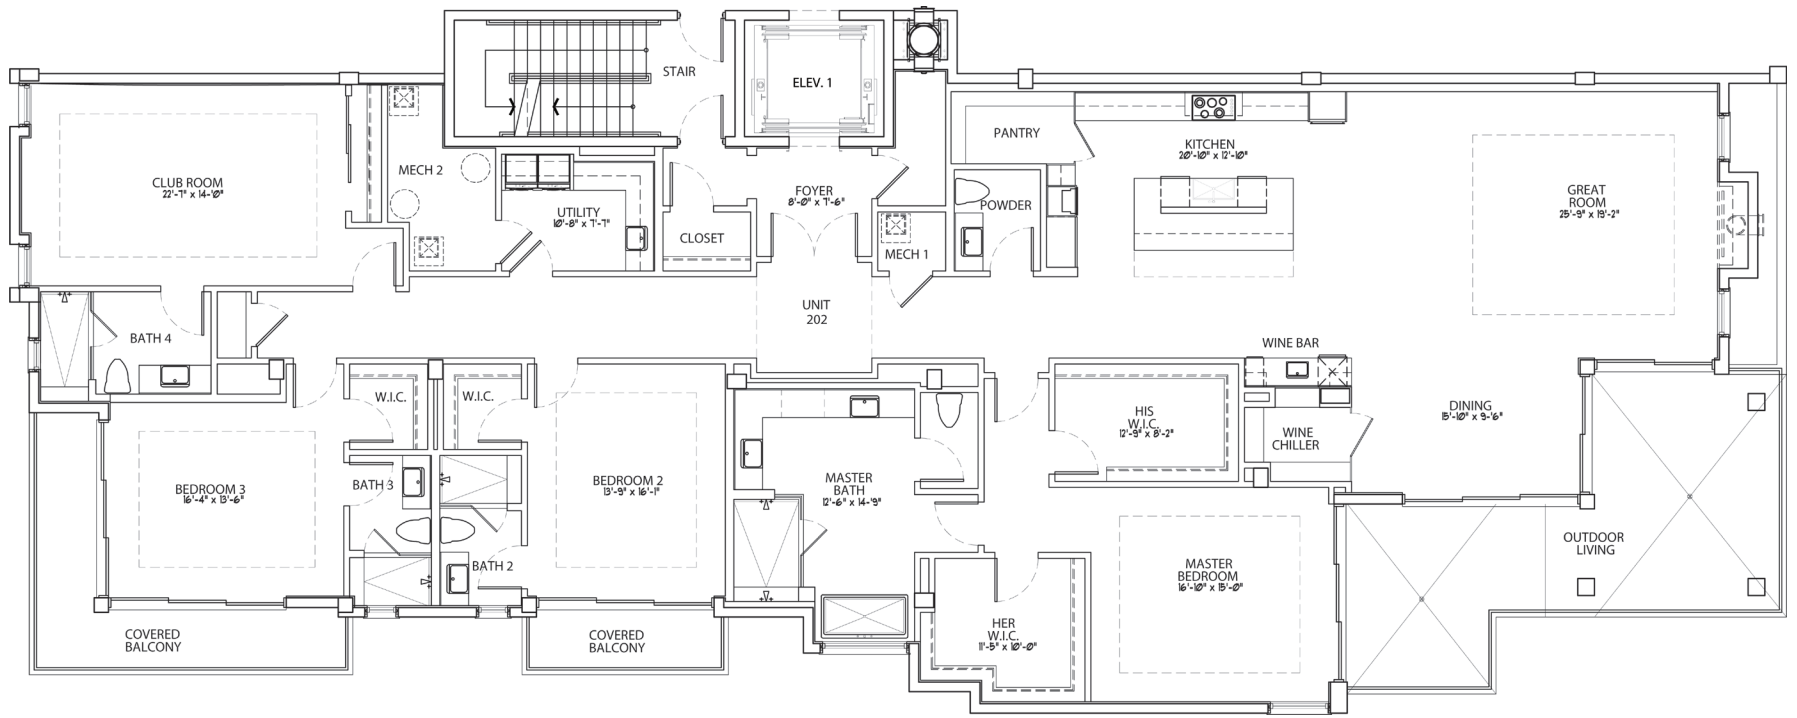 STAIR
ELEV. 1
CLUB ROOM
22'-7" x 14'-0"
MECH 2
UTILITY
10'-8" x 7'-7"
CLOSET
FOYER
8'-0" x 7'-6"
MECH 1
PANTRY
POWDER
KITCHEN
20'-10" x 12'-10"
GREAT
ROOM
25'-9" x 19'-2"
UNIT
202
BATH 4
WINE BAR
W.I.C.
W.I.C.
HIS
W.I.C.
12'-9" x 8'-2"
DINING
15'-10" x 9'-6"
WINE
CHILLER
BEDROOM 3
16'-4" x 13'-6"
BATH 3
BEDROOM 2
13'-9" x 16'-1"
MASTER
BATH
12'-6" x 14'-9"
BATH 2
MASTER
BEDROOM
16'-10" x 15'-0"
OUTDOOR
LIVING
HER
W.I.C.
11'-5" x 10'-0"
COVERED
BALCONY
COVERED
BALCONY